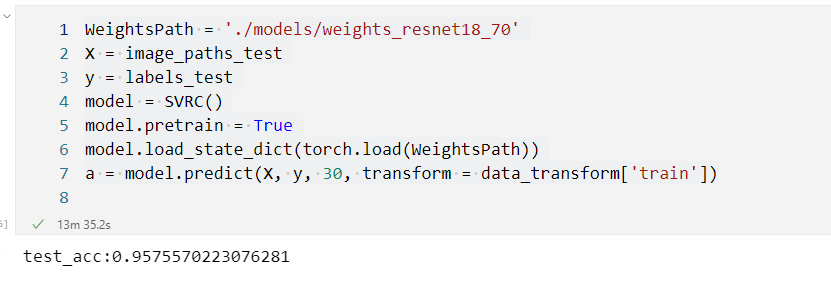 1 WeightsPath = './models/weights_resnet18_70'
2 X = image_paths_test
3 y = labels_test
4 model = SVRC()
5 model.pretrain = True
6 model.load_state_dict(torch.load(WeightsPath))
7 a = model.predict(X, y, 30, transform = data_transform['train'])
8
✓ 13m 35.2s
test_acc:0.9575570223076281